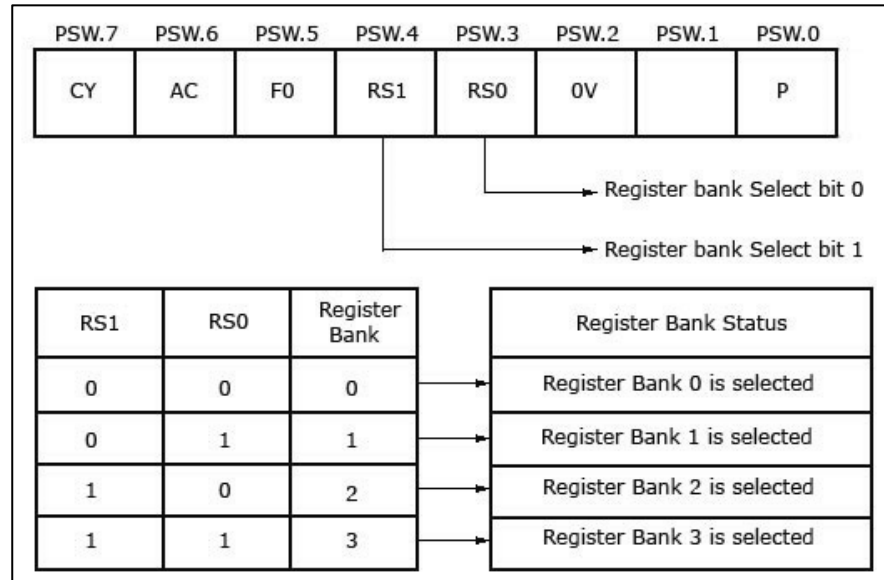 PSW.7 PSW.6 PSW.5 PSW.4 PSW.3 PSW.2 PSW.1 PSW.0
CY AC F0 RS1 RS0 0V P
Register bank Select bit 0
Register bank Select bit 1
RS1 RS0 Register Bank Register Bank Status
0 0 0 Register Bank 0 is selected
0 1 1 Register Bank 1 is selected
1 0 2 Register Bank 2 is selected
1 1 3 Register Bank 3 is selected